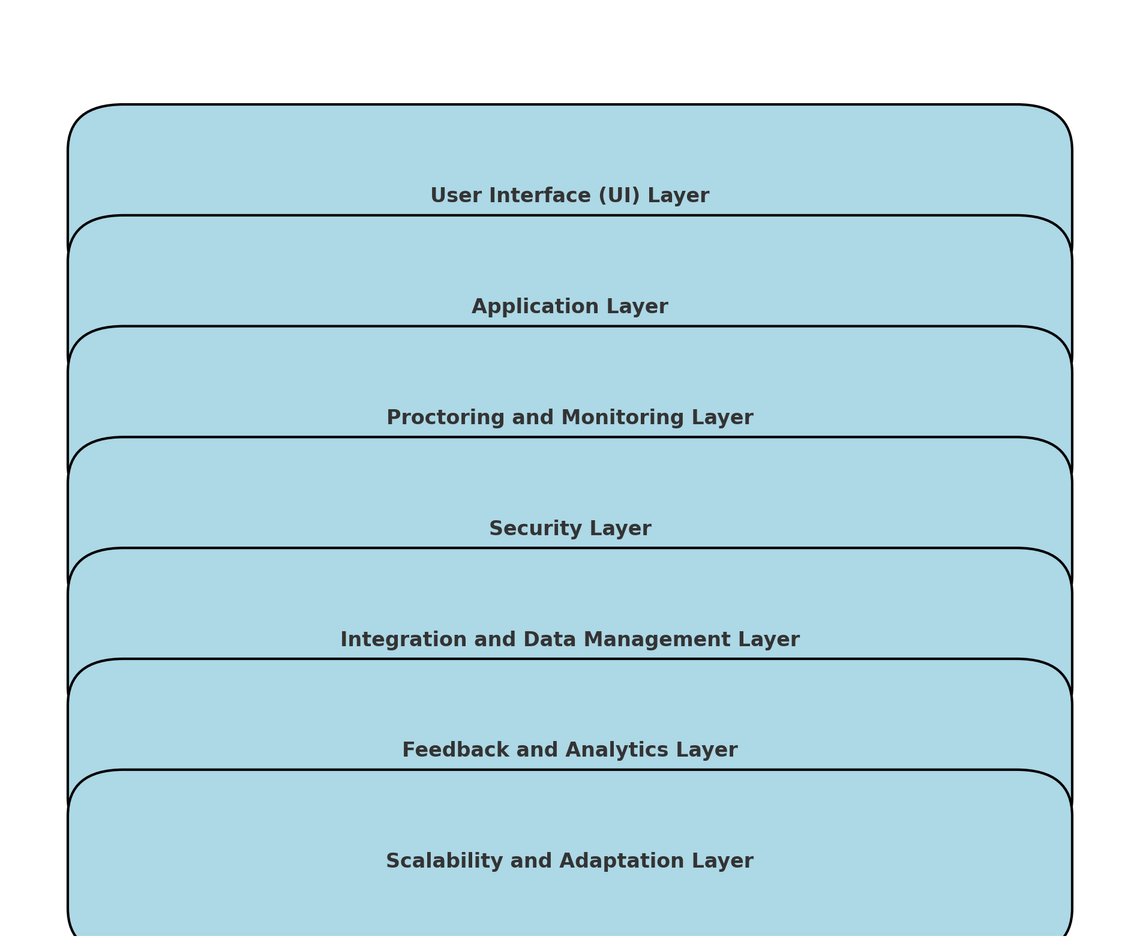 User Interface (UI) Layer
Application Layer
Proctoring and Monitoring Layer
Security Layer
Integration and Data Management Layer
Feedback and Analytics Layer
Scalability and Adaptation Layer